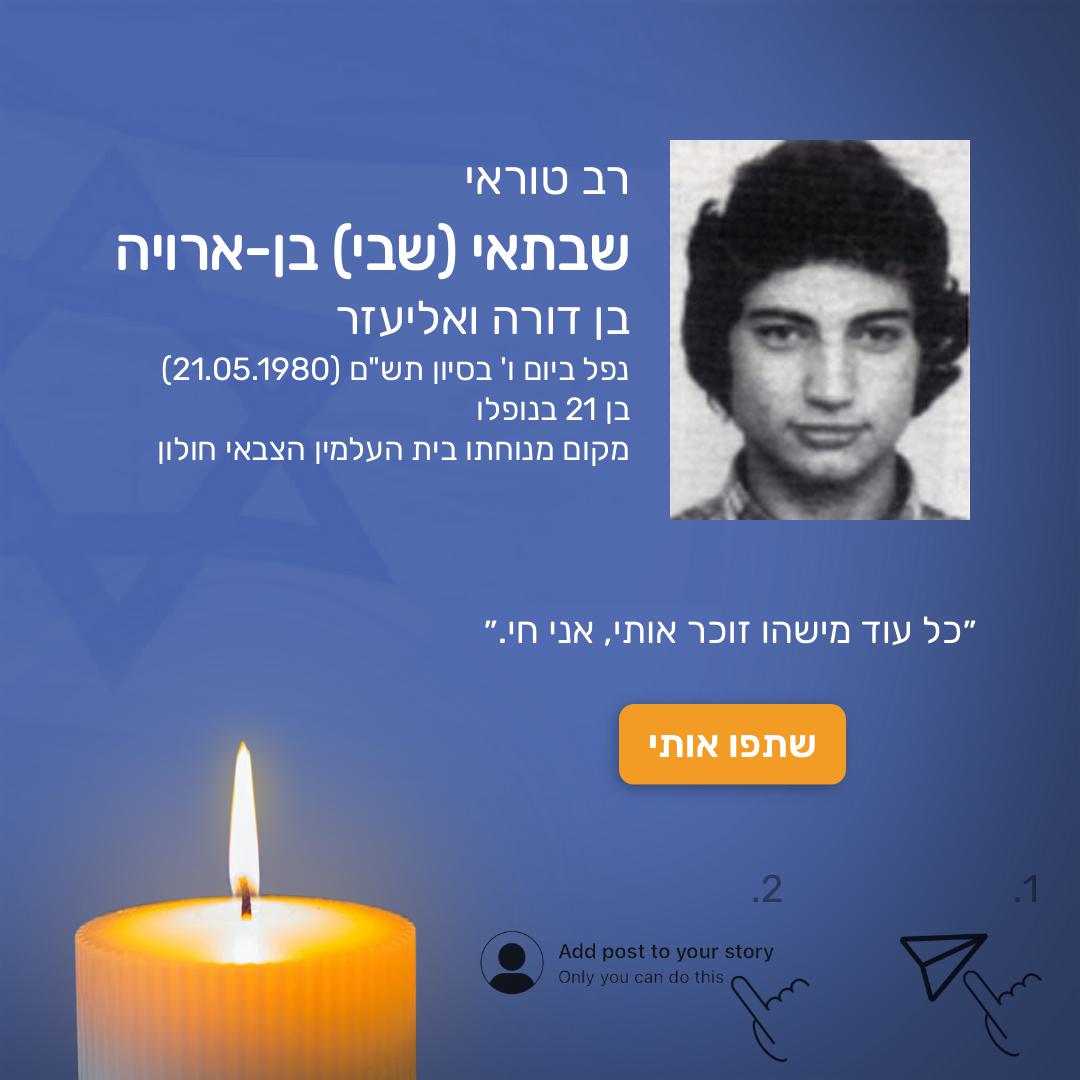 רב טוראי
שבתאי (שבי) בן-ארויה
בן דורה ואליעזר
נפל ביום ו' בסיון תש"ם (21.05.1980)
בן 21 בנופלו
מקום מנוחתו בית העלמין הצבאי חולון
״כל עוד מישהו זוכר אותי, אני חי.״
שתפו אותי
1.
2.
Add post to your story
Only you can do this